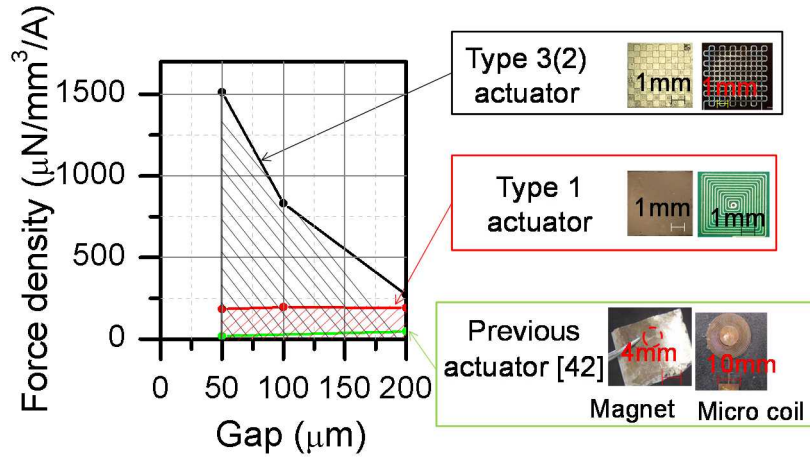 Force density (μN/mm³/A)
1500
1000
500
0
0
50
100
150
200
Gap (μm)
Type 3(2)
actuator
1mm
1mm
Type 1
actuator
1mm
1mm
Previous
actuator [42]
4mm
10mm
Magnet
Micro coil